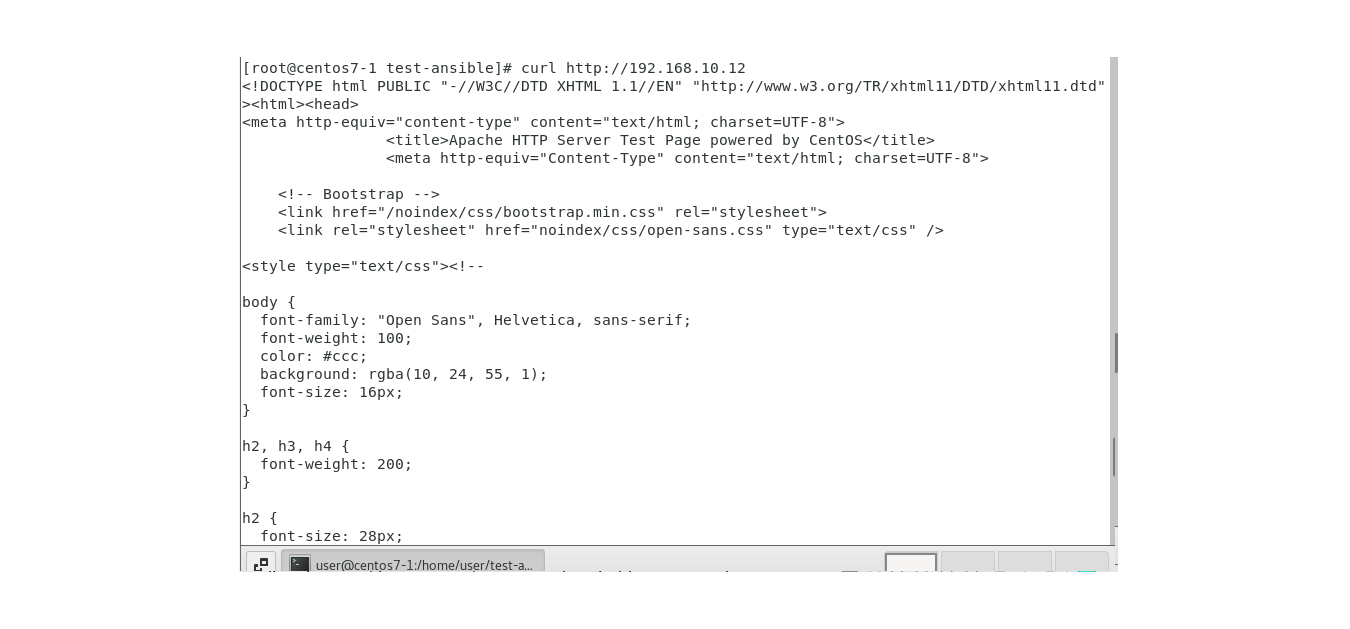 [root@centos7-1 test-ansible]# curl http://192.168.10.12
<!DOCTYPE html PUBLIC "-//W3C//DTD XHTML 1.1//EN" "http://www.w3.org/TR/xhtml11/DTD/xhtml11.dtd"
><html><head>
<meta http-equiv="content-type" content="text/html; charset=UTF-8">
                <title>Apache HTTP Server Test Page powered by CentOS</title>
                <meta http-equiv="Content-Type" content="text/html; charset=UTF-8">

    <!-- Bootstrap -->
    <link href="/noindex/css/bootstrap.min.css" rel="stylesheet">
    <link rel="stylesheet" href="noindex/css/open-sans.css" type="text/css" />

<style type="text/css"><!--

body {
  font-family: "Open Sans", Helvetica, sans-serif;
  font-weight: 100;
  color: #ccc;
  background: rgba(10, 24, 55, 1);
  font-size: 16px;
}

h2, h3, h4 {
  font-weight: 200;
}

h2 {
  font-size: 28px;
user@centos7-1:/home/user/test-a...